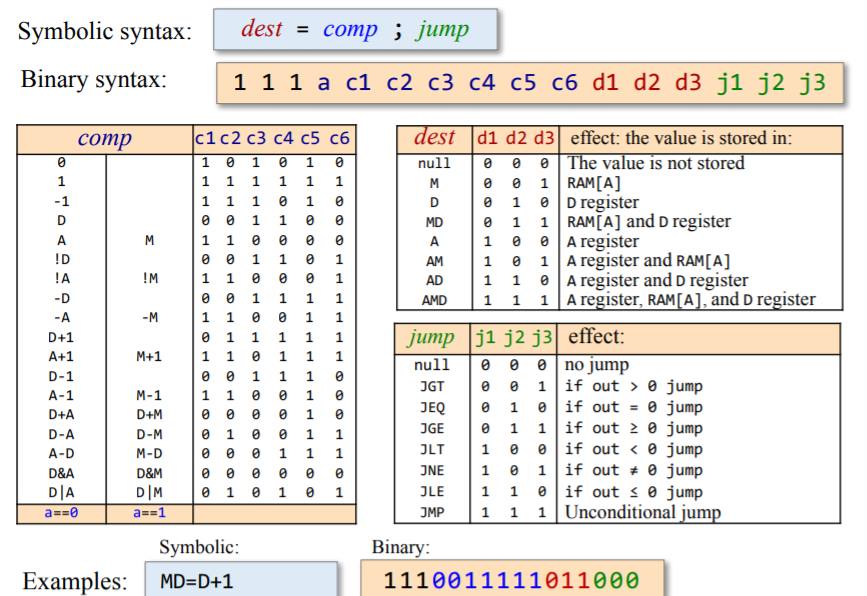 Symbolic syntax: dest = comp ; jump
Binary syntax: 1 1 1 a c1 c2 c3 c4 c5 c6 d1 d2 d3 j1 j2 j3
comp c1 c2 c3 c4 c5 c6
0 1 0 1 0 1 0
1 1 1 1 1 1 1
-1 1 1 1 0 1 0
D 0 0 1 1 0 0
A M 1 1 0 0 0 0
!D 0 0 1 1 0 1
!A !M 1 1 0 0 0 1
-D 0 0 1 1 1 1
-A -M 1 1 0 0 1 1
D+1 0 1 1 1 1 1
A+1 M+1 1 1 0 1 1 1
D-1 0 0 1 1 1 0
A-1 M-1 1 1 0 0 1 0
D+A D+M 0 0 0 0 1 0
D-A D-M 0 1 0 0 1 1
A-D M-D 0 0 0 1 1 1
D&A D&M 0 0 0 0 0 0
D|A D|M 0 1 0 1 0 1
a==0 a==1
dest d1 d2 d3 effect: the value is stored in:
null 0 0 0 The value is not stored
M 0 0 1 RAM[A]
D 0 1 0 D register
MD 0 1 1 RAM[A] and D register
A 1 0 0 A register
AM 1 0 1 A register and RAM[A]
AD 1 1 0 A register and D register
AMD 1 1 1 A register, RAM[A], and D register
jump j1 j2 j3 effect:
null 0 0 0 no jump
JGT 0 0 1 if out > 0 jump
JEQ 0 1 0 if out = 0 jump
JGE 0 1 1 if out ≥ 0 jump
JLT 1 0 0 if out < 0 jump
JNE 1 0 1 if out ≠ 0 jump
JLE 1 1 0 if out ≤ 0 jump
JMP 1 1 1 Unconditional jump
Symbolic: Binary:
Examples: MD=D+1 1110011111011000